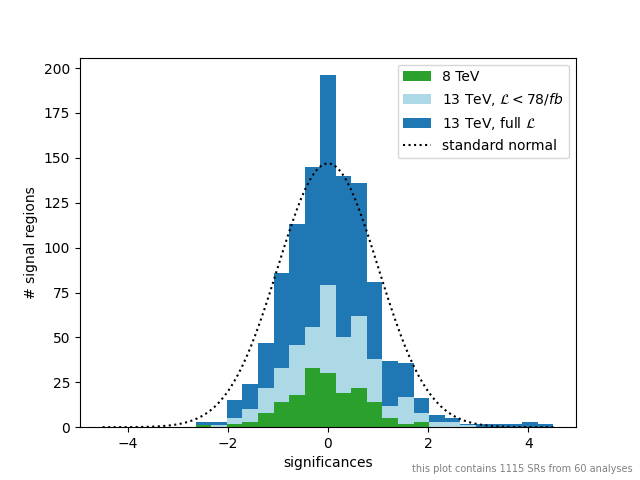 200
175
150
125
100
75
50
25
0
# signal regions
8 TeV
13 TeV, ℒ < 78/fb
13 TeV, full ℒ
standard normal
−4 −2 0 2 4
significances
this plot contains 1115 SRs from 60 analyses